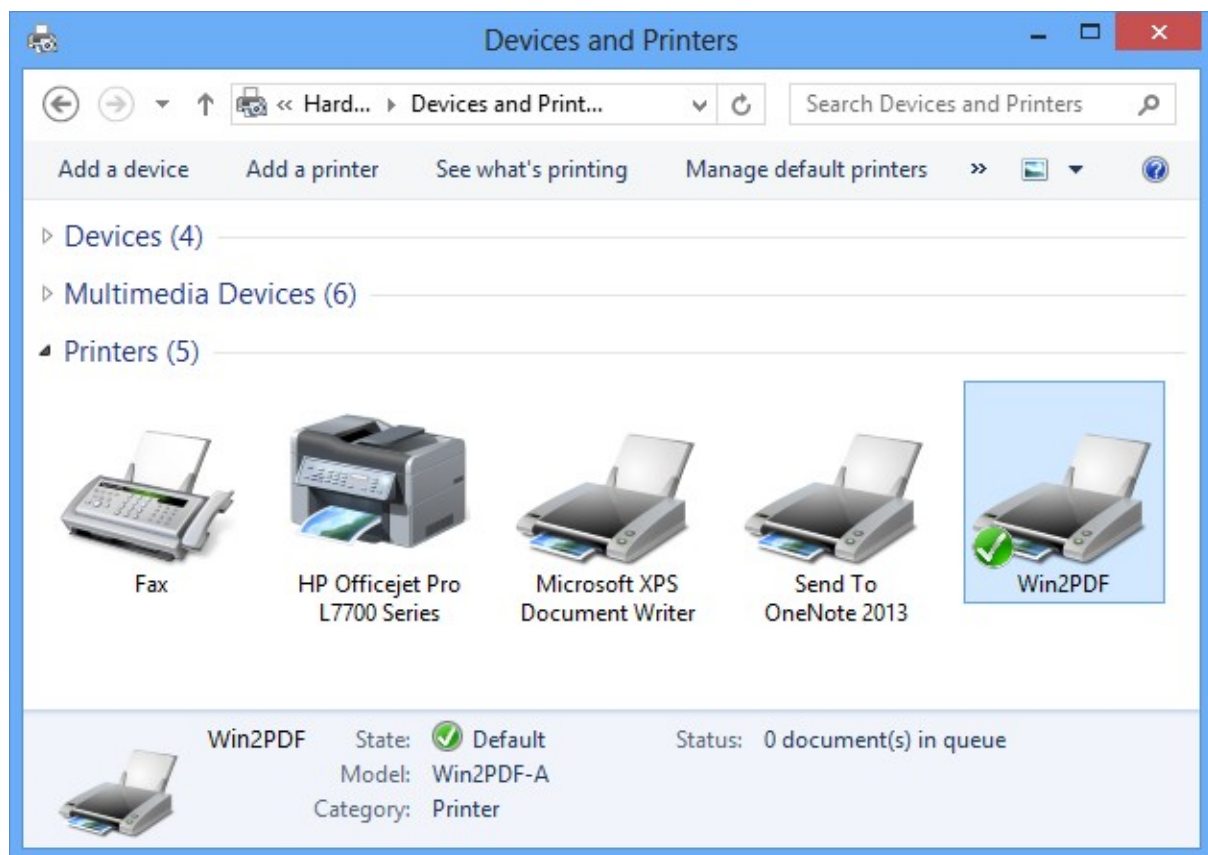 Devices and Printers
« Hard... Devices and Print... Search Devices and Printers
Add a device Add a printer See what's printing Manage default printers »
Devices (4)
Multimedia Devices (6)
Printers (5)
Fax
HP Officejet Pro
L7700 Series
Microsoft XPS
Document Writer
Send To
OneNote 2013
Win2PDF
Win2PDF State: Default Status: 0 document(s) in queue
Model: Win2PDF-A
Category: Printer